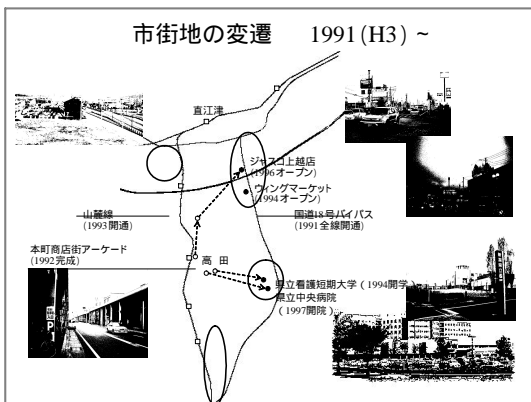 市街地の変遷　1991(H3) ~
直江津
ジャスコ上越店
(1996オープン)
ウィングマーケット
(1994オープン)
山麓線
(1993開通)
国道18号バイパス
(1991全線開通)
本町商店街アーケード
(1992完成)
高田
県立看護短期大学（1994開学）
県立中央病院
（1997開院）
P